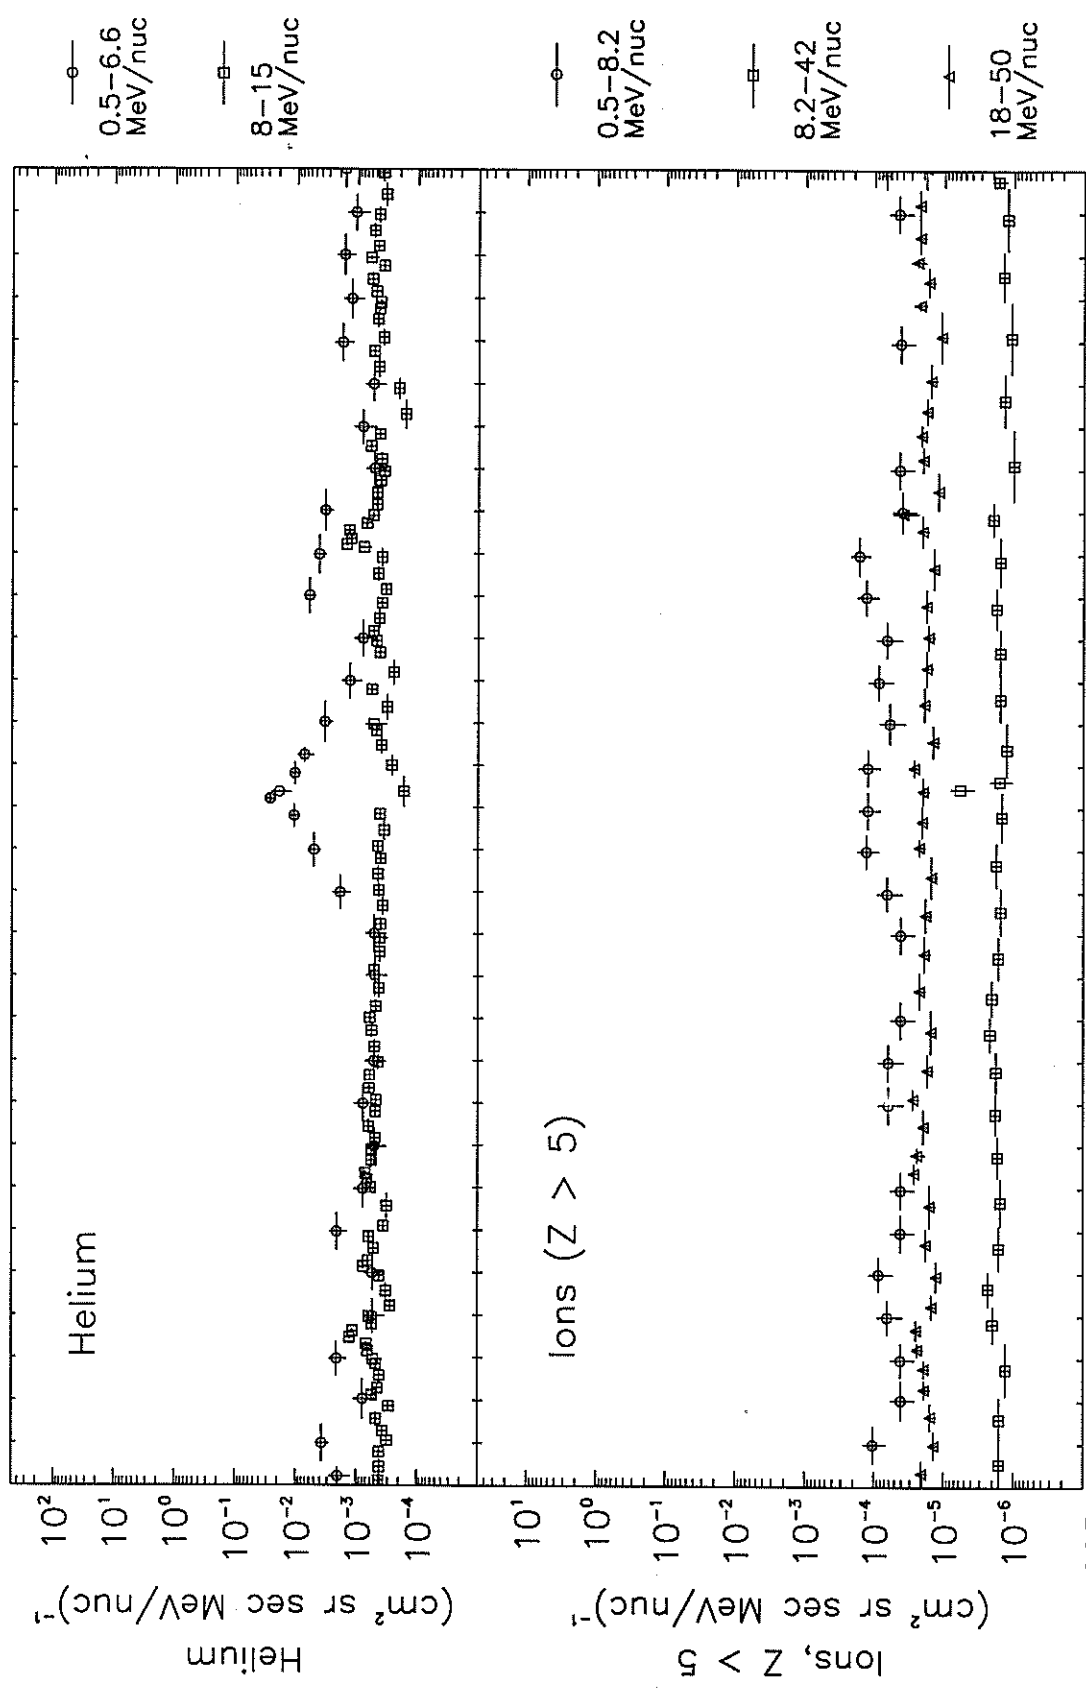 Helium
(cm² sr sec MeV/nuc)⁻¹
10²
10¹
10⁰
10⁻¹
10⁻²
10⁻³
10⁻⁴
Helium
0.5–6.6
MeV/nuc
8–15
MeV/nuc
Ions, Z > 5
(cm² sr sec MeV/nuc)⁻¹
10¹
10⁰
10⁻¹
10⁻²
10⁻³
10⁻⁴
10⁻⁵
10⁻⁶
Ions (Z > 5)
0.5–8.2
MeV/nuc
8.2–42
MeV/nuc
18–50
MeV/nuc